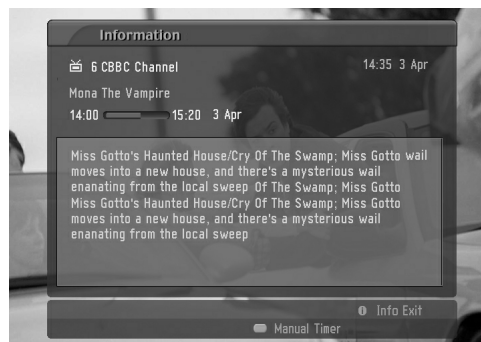 Information
6 CBBC Channel 14:35 3 Apr
Mona The Vampire
14:00 15:20 3 Apr
Miss Gotto's Haunted House/Cry Of The Swamp; Miss Gotto wail
moves into a new house, and there's a mysterious wail
enanating from the local sweep Of The Swamp; Miss Gotto
Miss Gotto's Haunted House/Cry Of The Swamp; Miss Gotto
moves into a new house, and there's a mysterious wail
enanating from the local sweep
i Info Exit
Manual Timer